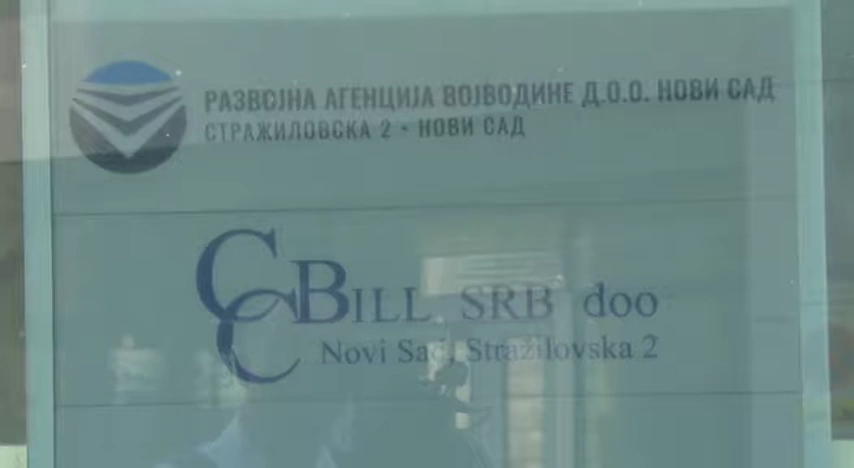 РАЗВОЈНА АГЕНЦИЈА ВОЈВОДИНЕ Д.О.О. НОВИ САД
СТРАЖИЛОВСКА 2 - НОВИ САД
CCBILL SRB doo
Novi Sad, Stražilovska 2